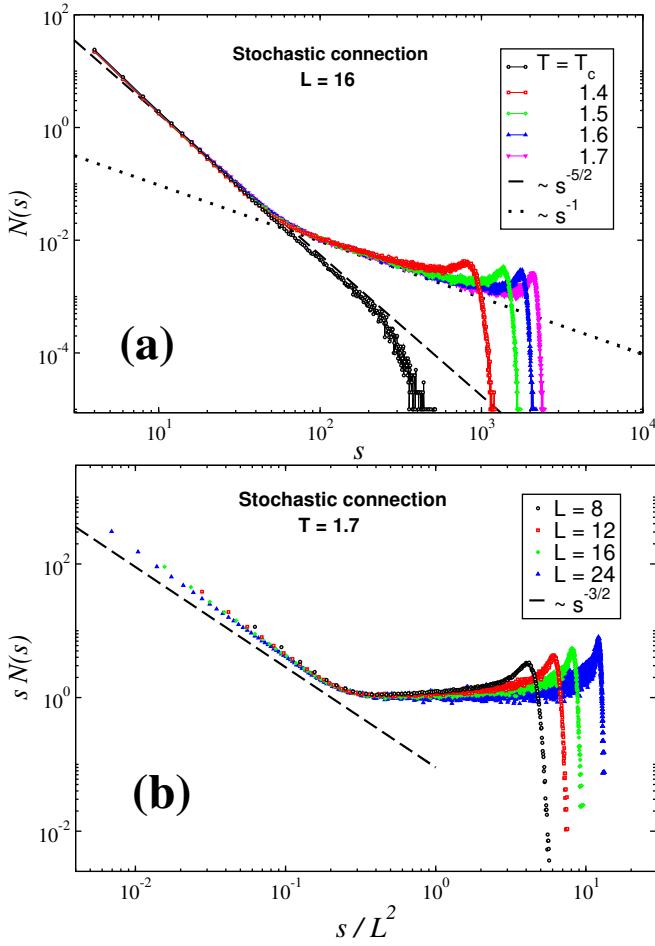 10^2
Stochastic connection
L = 16
T = T_c
1.4
1.5
1.6
1.7
~ s^{-5/2}
~ s^{-1}
10^0
N(s)
10^{-2}
10^{-4}
(a)
10^1 10^2 10^3 10^4
s
Stochastic connection
T = 1.7
L = 8
L = 12
L = 16
L = 24
~ s^{-3/2}
10^2
s N(s)
10^0
10^{-2}
(b)
10^{-2} 10^{-1} 10^0 10^1
s / L^2